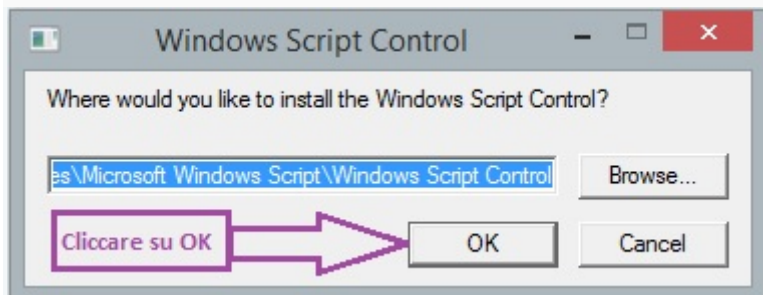 Windows Script Control
Where would you like to install the Windows Script Control?
es\Microsoft Windows Script\Windows Script Control
Browse...
Cliccare su OK
OK
Cancel